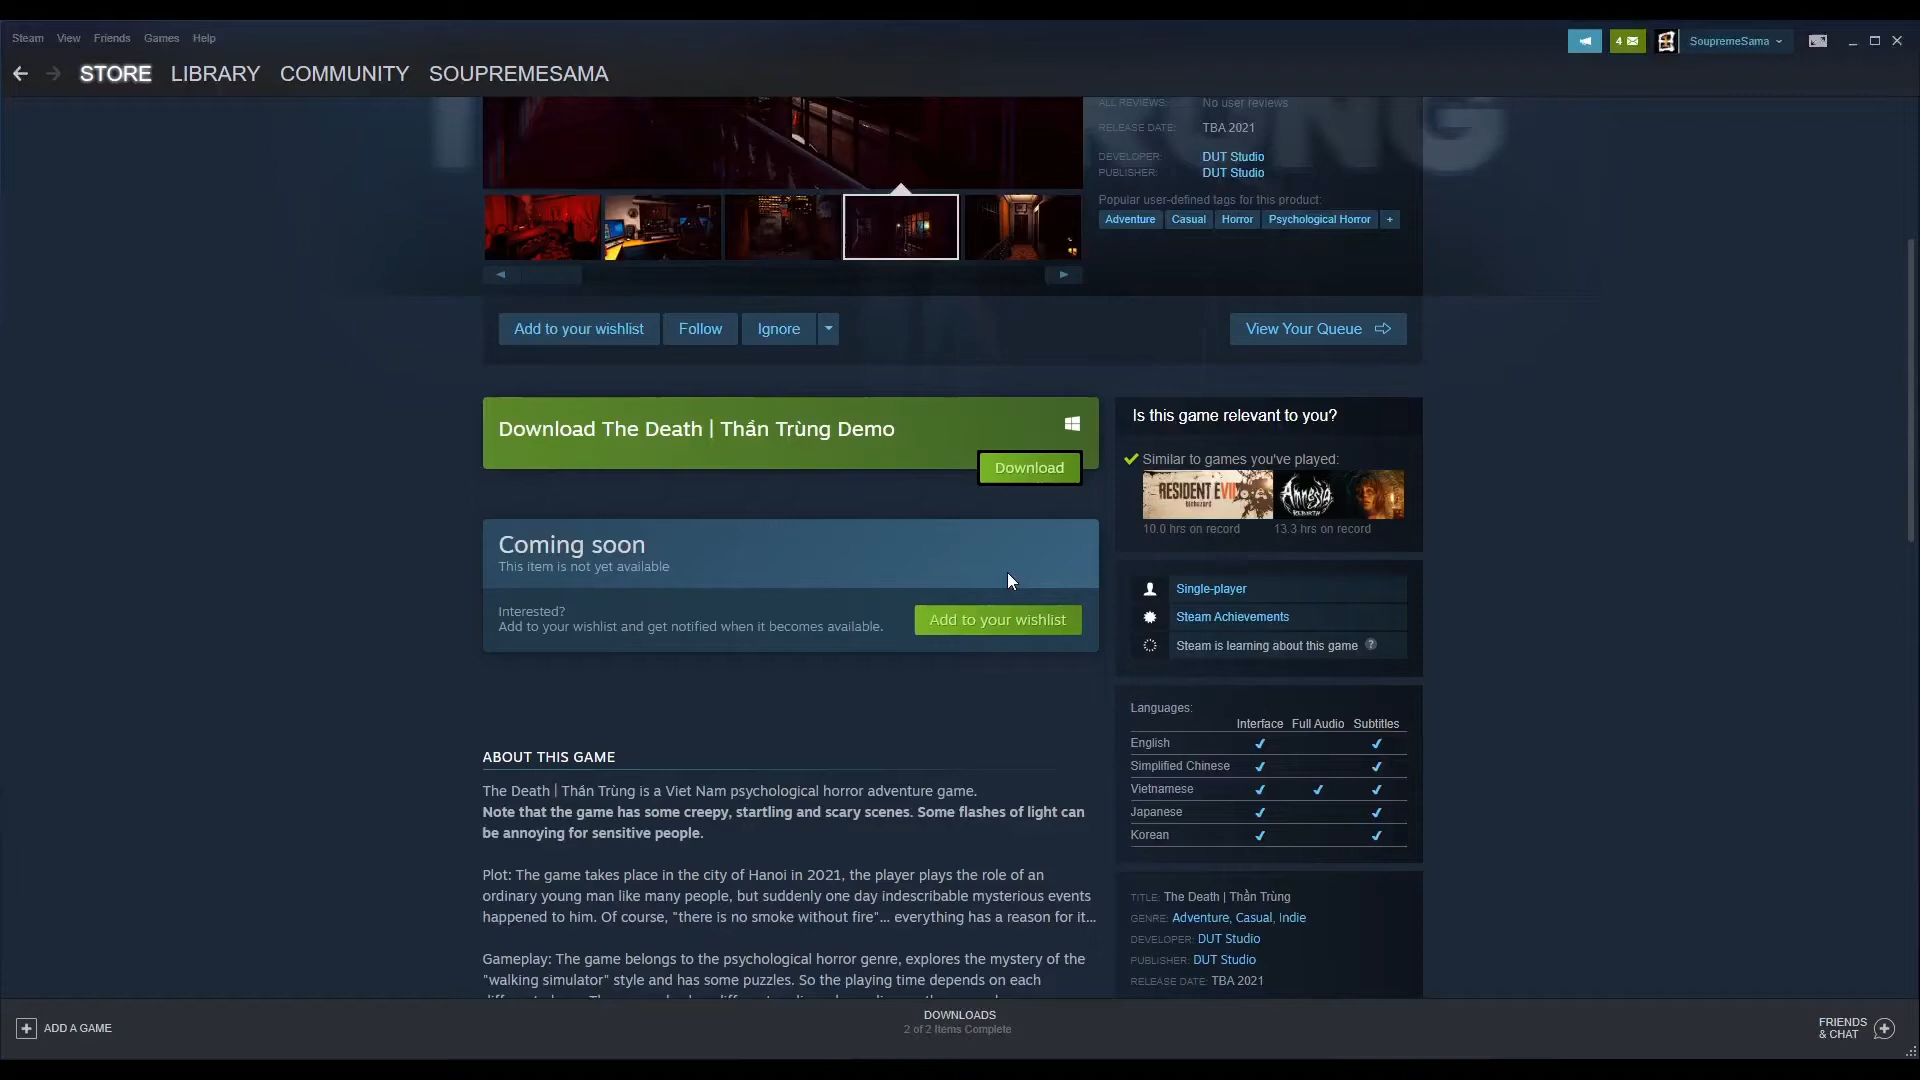 Steam View Friends Games Help
4
SoupremeSama
STORE LIBRARY COMMUNITY SOUPREMESAMA
ALL REVIEWS: No user reviews
RELEASE DATE: TBA 2021
DEVELOPER: DUT Studio
PUBLISHER: DUT Studio
Popular user-defined tags for this product:
Adventure Casual Horror Psychological Horror +
Add to your wishlist Follow Ignore
View Your Queue
Download The Death | Thần Trùng Demo
Download
Is this game relevant to you?
Similar to games you've played:
RESIDENT EVIL biohazard
Amnesia REBIRTH
10.0 hrs on record 13.3 hrs on record
Coming soon
This item is not yet available
Interested?
Add to your wishlist and get notified when it becomes available.
Add to your wishlist
Single-player
Steam Achievements
Steam is learning about this game ?
Languages:
Interface Full Audio Subtitles
English ✔ ✔
Simplified Chinese ✔ ✔
Vietnamese ✔ ✔ ✔
Japanese ✔ ✔
Korean ✔ ✔
ABOUT THIS GAME
The Death | Thần Trùng is a Viet Nam psychological horror adventure game.
Note that the game has some creepy, startling and scary scenes. Some flashes of light can
be annoying for sensitive people.
Plot: The game takes place in the city of Hanoi in 2021, the player plays the role of an
ordinary young man like many people, but suddenly one day indescribable mysterious events
happened to him. Of course, "there is no smoke without fire"... everything has a reason for it...
Gameplay: The game belongs to the psychological horror genre, explores the mystery of the
"walking simulator" style and has some puzzles. So the playing time depends on each
TITLE: The Death | Thần Trùng
GENRE: Adventure, Casual, Indie
DEVELOPER: DUT Studio
PUBLISHER: DUT Studio
RELEASE DATE: TBA 2021
ADD A GAME
DOWNLOADS
2 of 2 Items Complete
FRIENDS
& CHAT